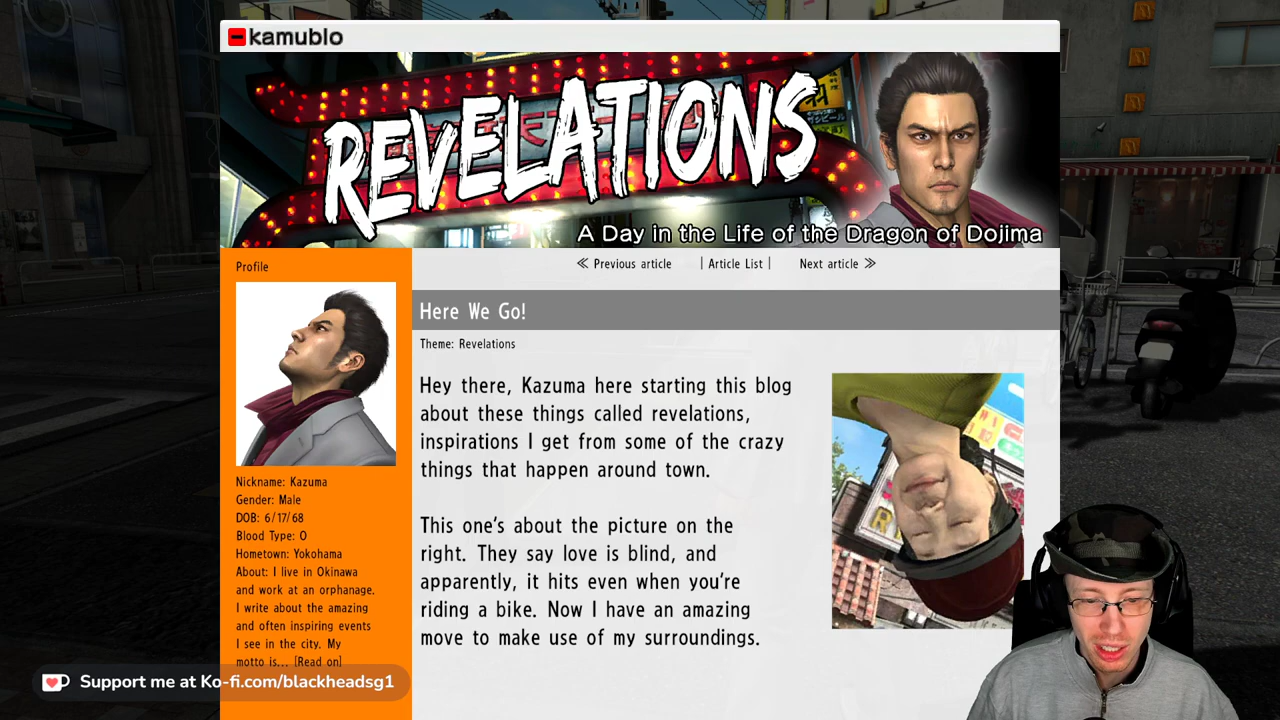 kamublo
REVELATIONS
A Day in the Life of the Dragon of Dojima
Profile
≪ Previous article | Article List | Next article ≫
Here We Go!
Theme: Revelations
Hey there, Kazuma here starting this blog
about these things called revelations,
inspirations I get from some of the crazy
things that happen around town.
This one's about the picture on the
right. They say love is blind, and
apparently, it hits even when you're
riding a bike. Now I have an amazing
move to make use of my surroundings.
Nickname: Kazuma
Gender: Male
DOB: 6/17/68
Blood Type: O
Hometown: Yokohama
About: I live in Okinawa
and work at an orphanage.
I write about the amazing
and often inspiring events
I see in the city. My
motto is... [Read on]
Support me at Ko-fi.com/blackheadsg1